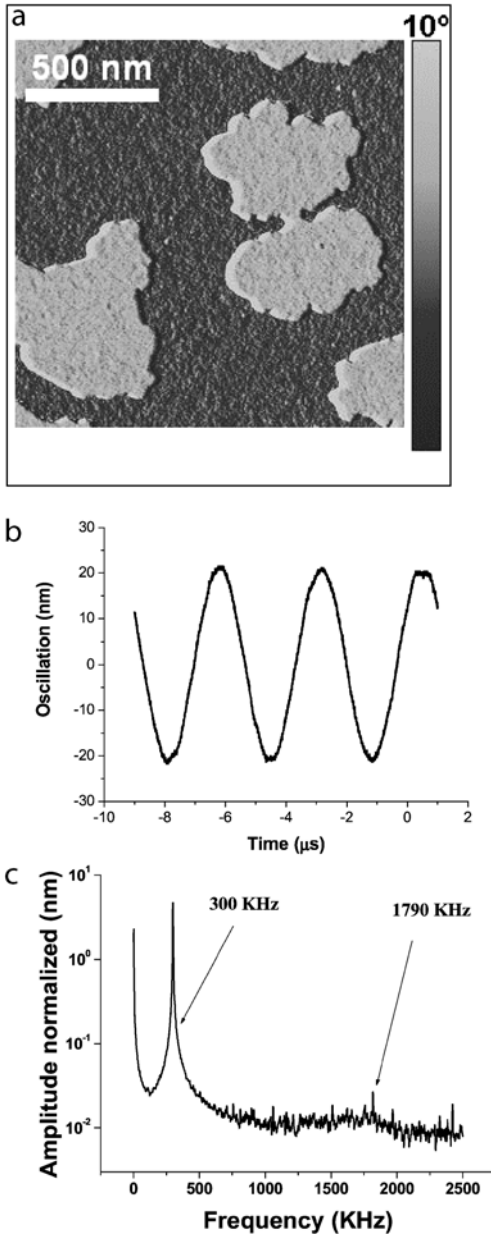 a
10°
500 nm
b
30
20
10
0
-10
-20
-30
Oscillation (nm)
-10 -8 -6 -4 -2 0 2
Time (µs)
c
10¹
10⁰
10⁻¹
10⁻²
Amplitude normalized (nm)
300 KHz
1790 KHz
0 500 1000 1500 2000 2500
Frequency (KHz)